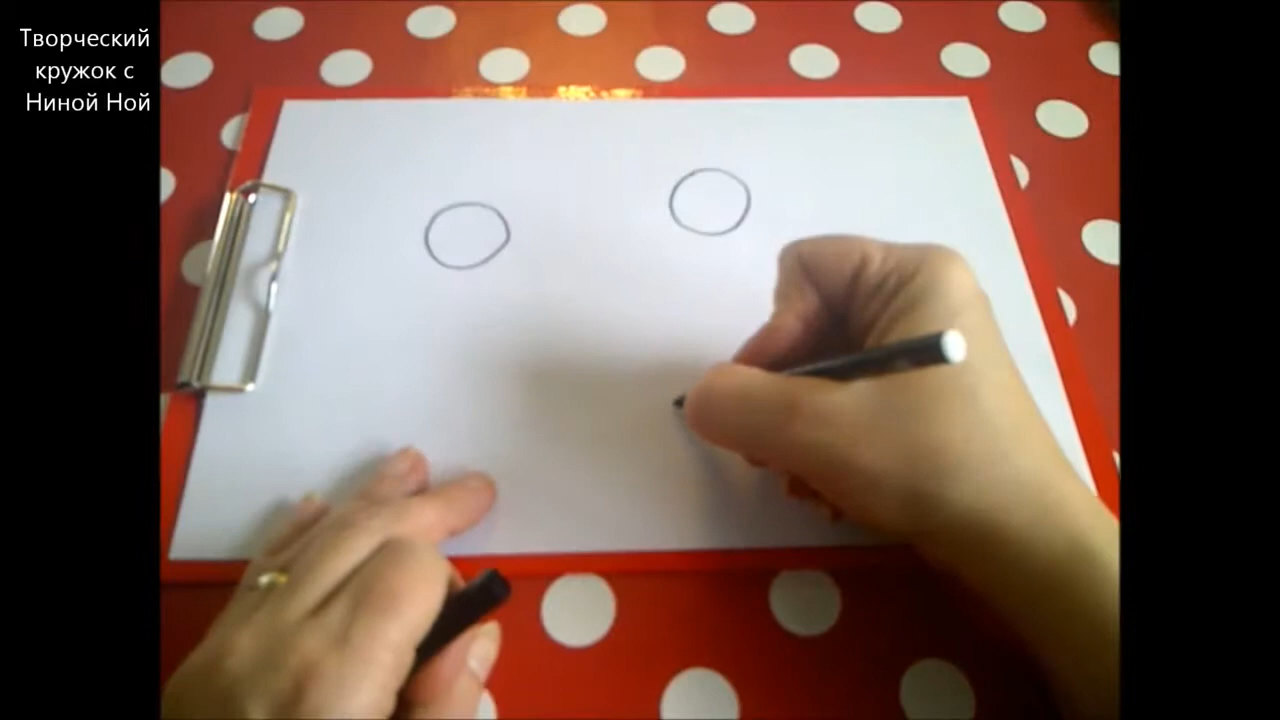 Творческий
кружок с
Ниной Ной